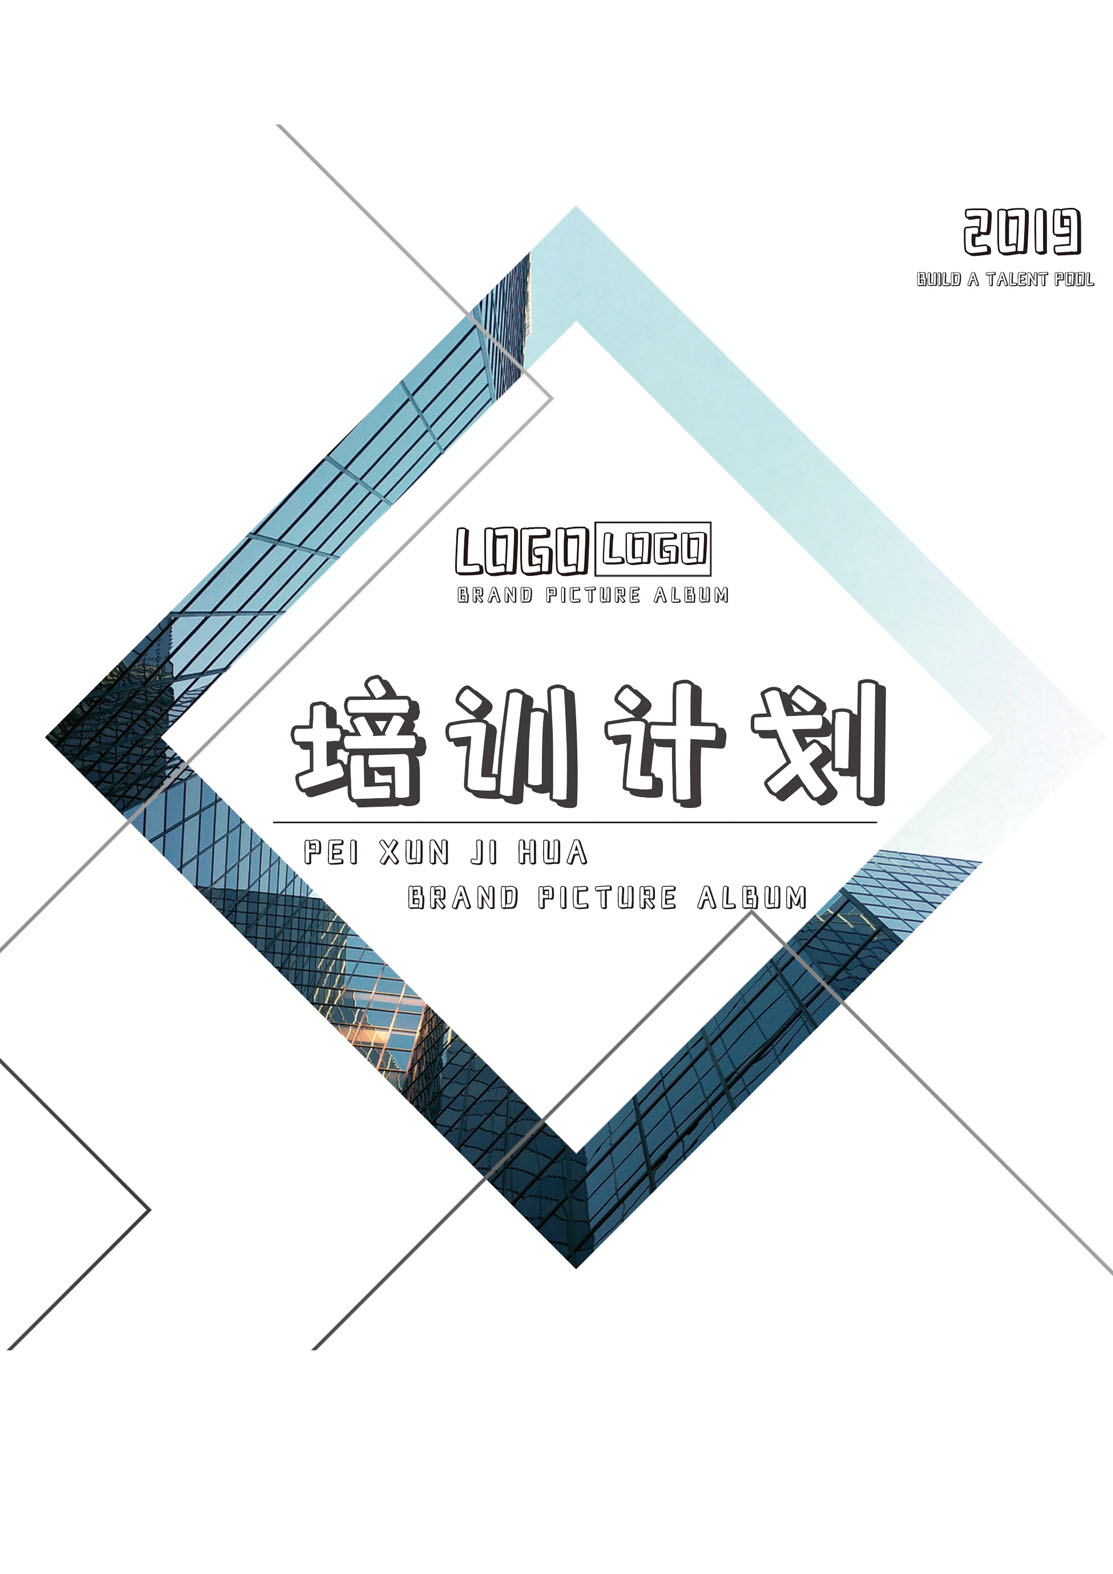 2019
BUILD A TALENT POOL
LOGO LOGO
BRAND PICTURE ALBUM
培训计划
PEI XUN JI HUA
BRAND PICTURE ALBUM